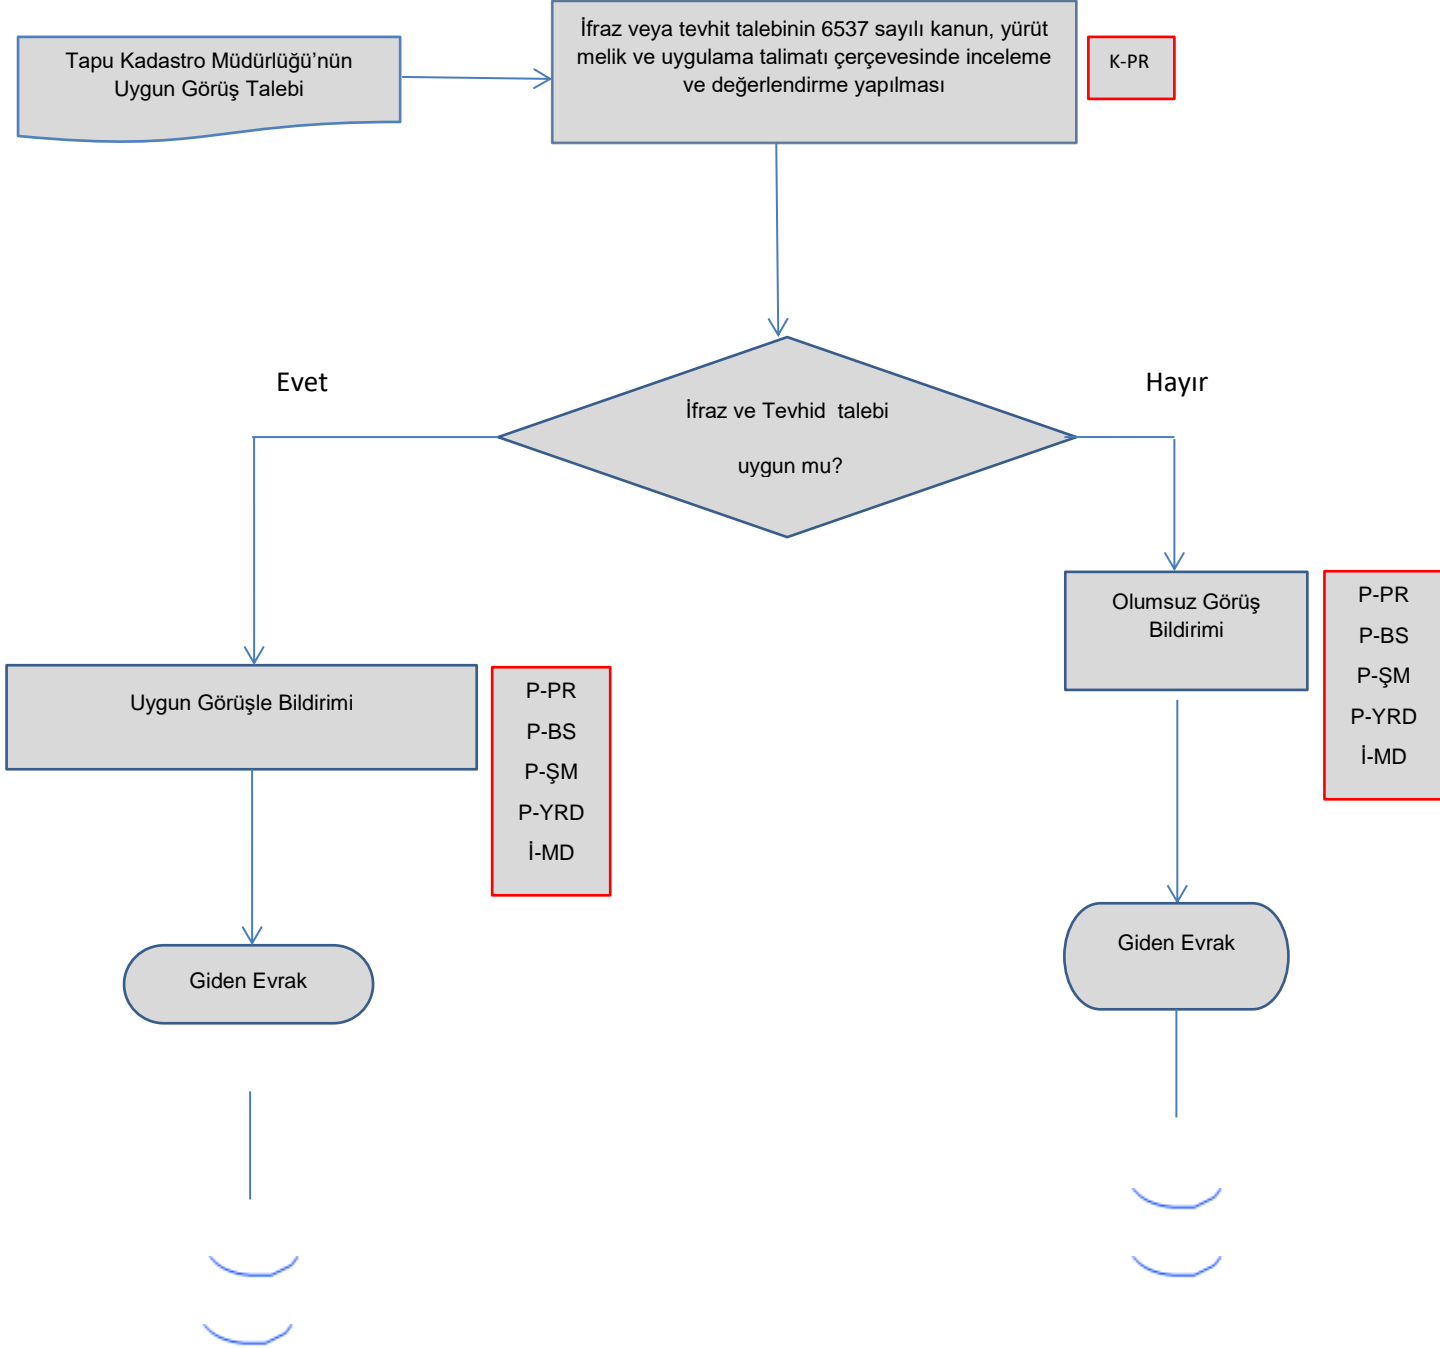 Tapu Kadastro Müdürlüğü’nün
Uygun Görüş Talebi
İfraz veya tevhit talebinin 6537 sayılı kanun, yürüt
melik ve uygulama talimatı çerçevesinde inceleme
ve değerlendirme yapılması
K-PR
Evet
Hayır
İfraz ve Tevhid  talebi
uygun mu?
Olumsuz Görüş
Bildirimi
P-PR
P-BS
P-ŞM
P-YRD
İ-MD
Uygun Görüşle Bildirimi
P-PR
P-BS
P-ŞM
P-YRD
İ-MD
Giden Evrak
Giden Evrak